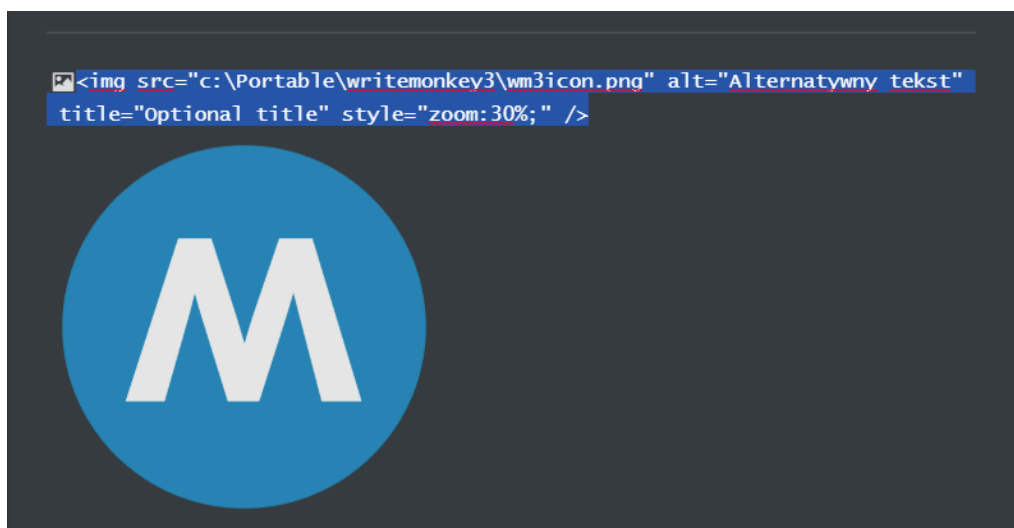 <img src="c:\Portable\writemonkey3\wm3icon.png" alt="Alternatywny tekst"
title="Optional title" style="zoom:30%;" />
M